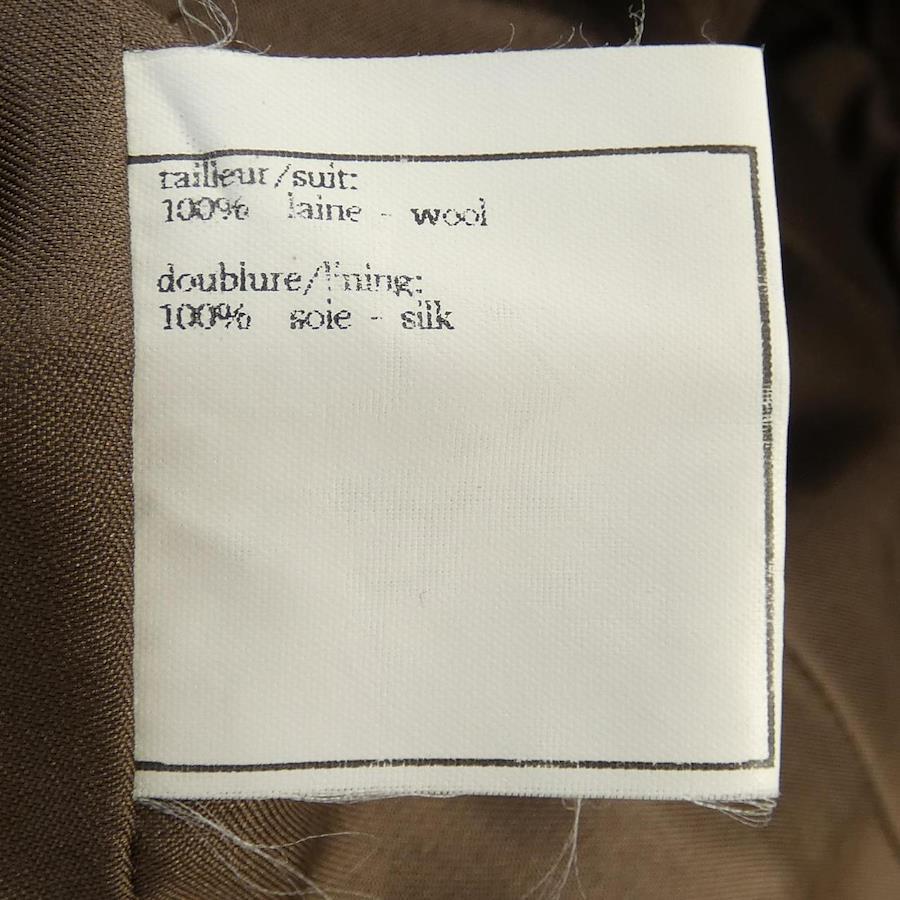 tailleur/suit:
100% laine - wool
doublure/lining:
100% soie - silk